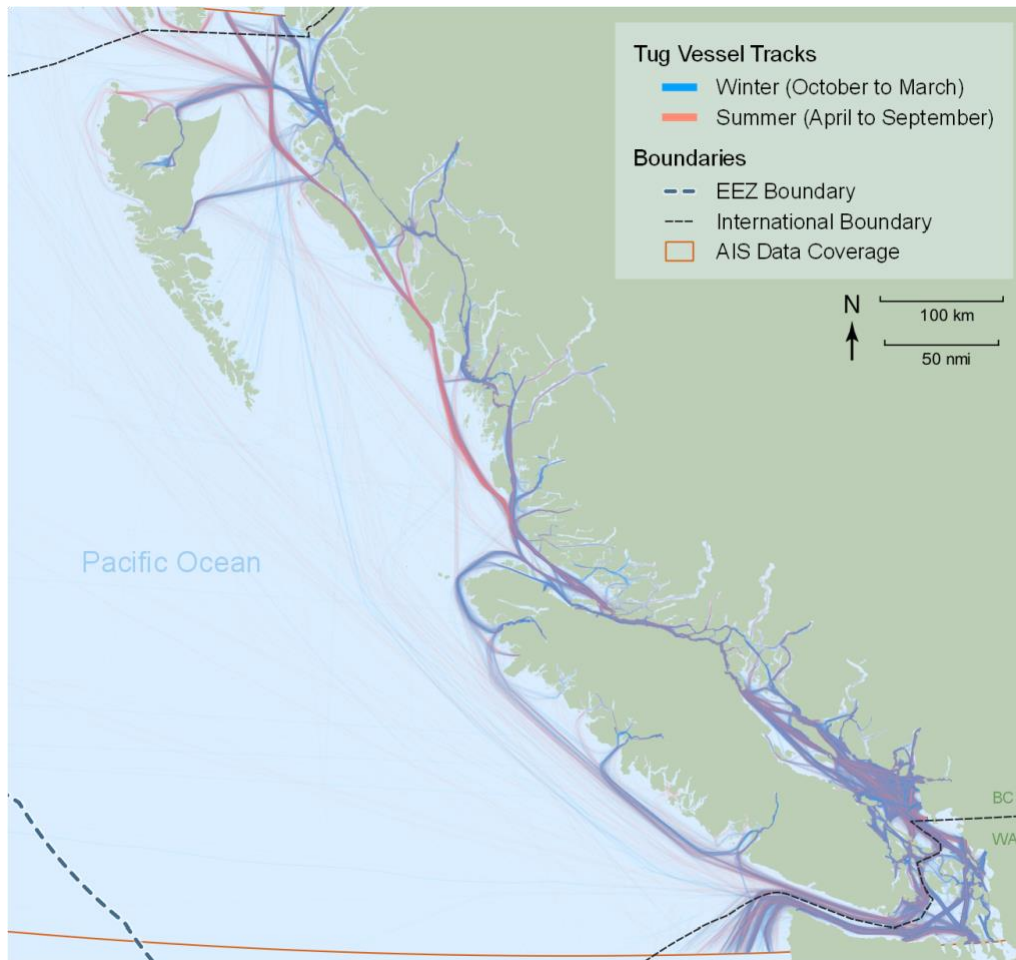 Tug Vessel Tracks
Winter (October to March)
Summer (April to September)
Boundaries
EEZ Boundary
International Boundary
AIS Data Coverage
N
100 km
50 nmi
Pacific Ocean
BC
WA